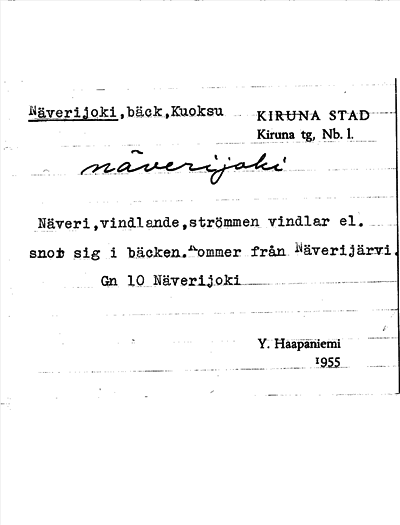 Näverijoki,bäck,Kuoksu
KIRUNA STAD
Kiruna tg, Nb. l.
näverijoki
Näveri,vindlande,strömmen vindlar el.
snor sig i bäcken.Kommer från Näverijärvi.
Gn 10 Näverijoki
Y. Haapaniemi
1955